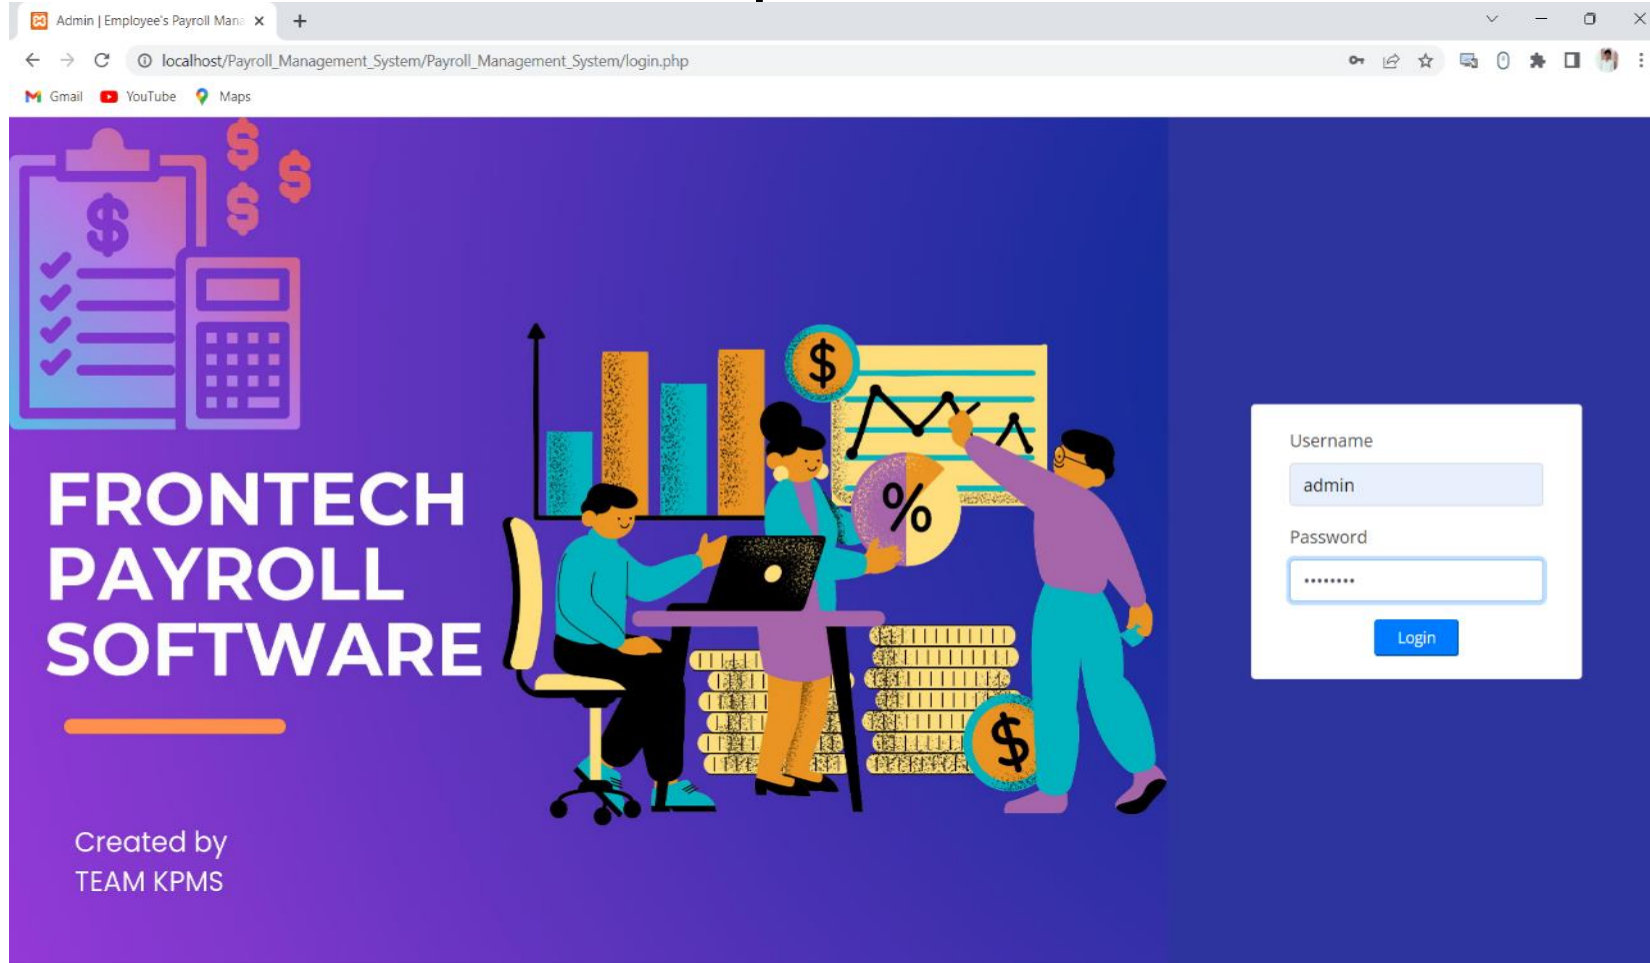 Admin | Employee's Payroll Mana
localhost/Payroll_Management_System/Payroll_Management_System/login.php
Gmail YouTube Maps
$ $ $
$
$
%
FRONTECH
PAYROLL
SOFTWARE
$
Created by
TEAM KPMS
Username
admin
Password
••••••••
Login